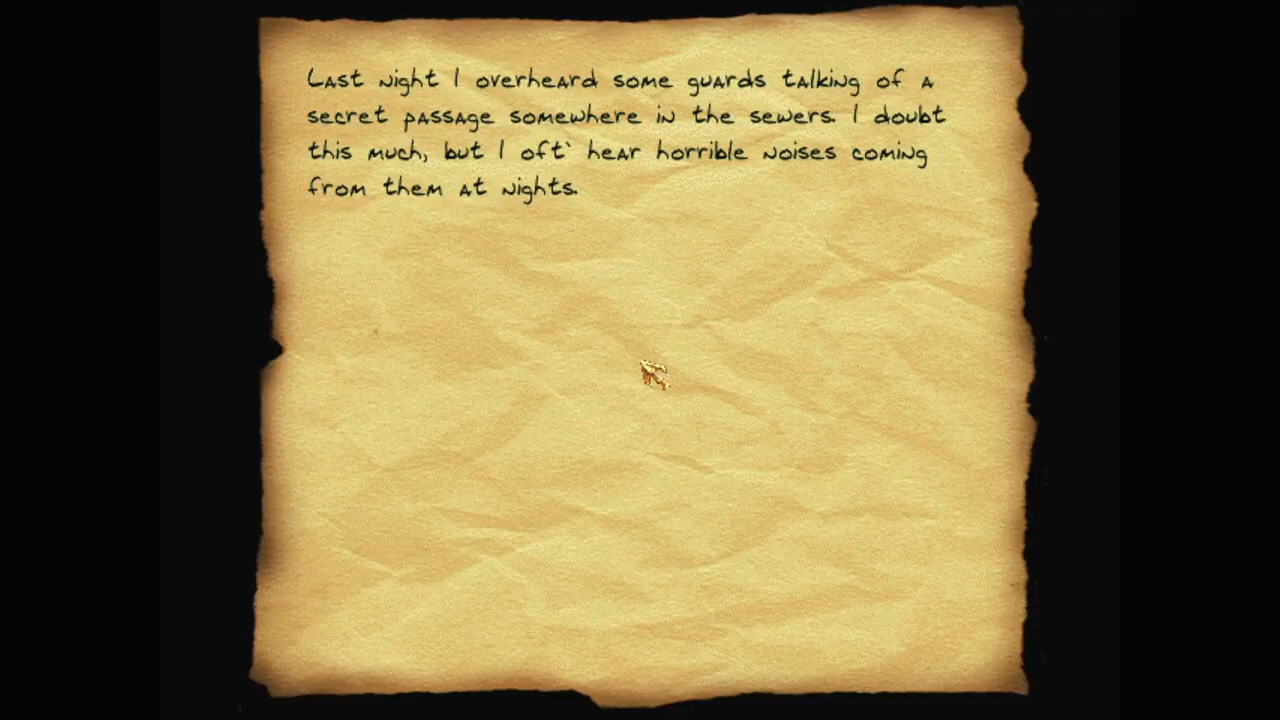 Last night I overheard some guards talking of a
secret passage somewhere in the sewers. I doubt
this much, but I oft` hear horrible noises coming
from them at nights.